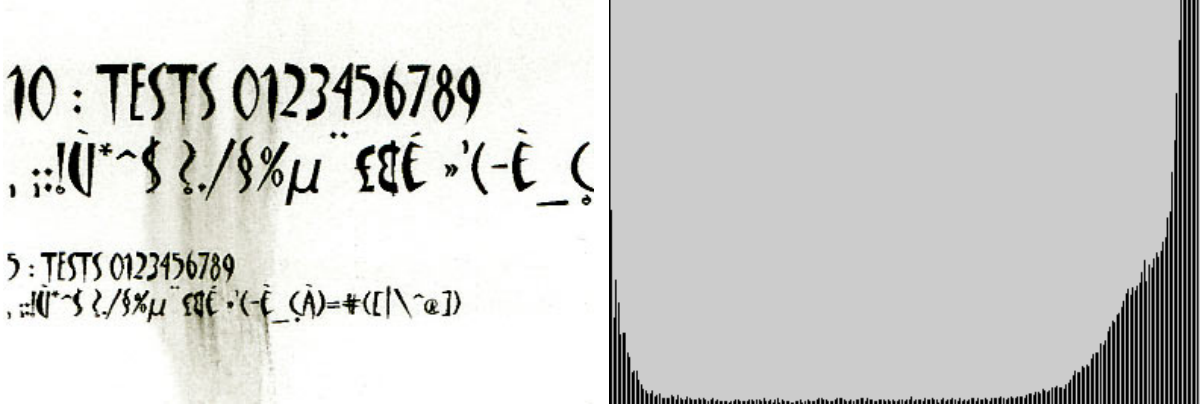 10 : TESTS 0123456789
, ;:!Ù*^$ ?./§%µ ¨ £¢É »'(-È_Ç
5 : TESTS 0123456789
, ;:!Ù*^$ ?./§%µ ¨ £¢É »'(-È_ÇÀ)=#([|\^@])